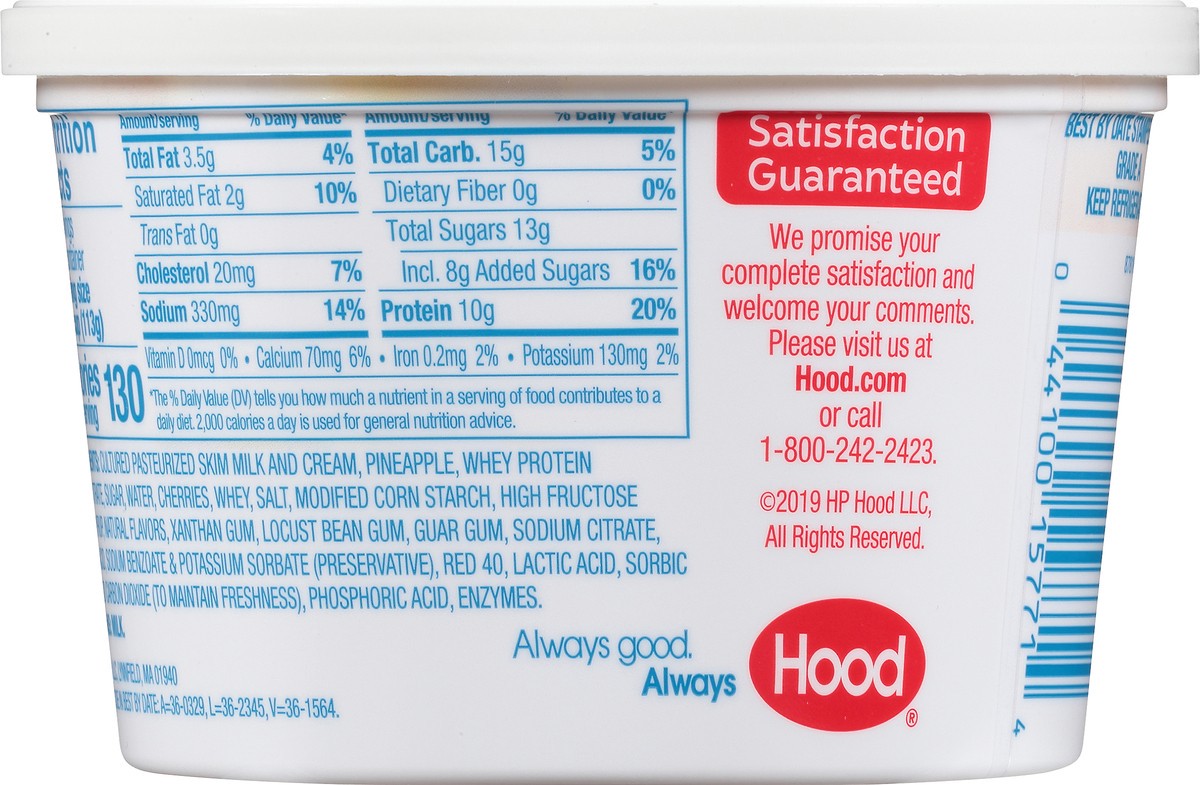 Amount/serving % Daily Value*
Total Fat 3.5g 4%
Saturated Fat 2g 10%
Trans Fat 0g
Cholesterol 20mg 7%
Sodium 330mg 14%
Amount/serving % Daily Value*
Total Carb. 15g 5%
Dietary Fiber 0g 0%
Total Sugars 13g
Incl. 8g Added Sugars 16%
Protein 10g 20%
(113g)
130
Vitamin D 0mcg 0% • Calcium 70mg 6% • Iron 0.2mg 2% • Potassium 130mg 2%
*The % Daily Value (DV) tells you how much a nutrient in a serving of food contributes to a
daily diet. 2,000 calories a day is used for general nutrition advice.
CULTURED PASTEURIZED SKIM MILK AND CREAM, PINEAPPLE, WHEY PROTEIN
SUGAR, WATER, CHERRIES, WHEY, SALT, MODIFIED CORN STARCH, HIGH FRUCTOSE
NATURAL FLAVORS, XANTHAN GUM, LOCUST BEAN GUM, GUAR GUM, SODIUM CITRATE,
SODIUM BENZOATE & POTASSIUM SORBATE (PRESERVATIVE), RED 40, LACTIC ACID, SORBIC
CARBON DIOXIDE (TO MAINTAIN FRESHNESS), PHOSPHORIC ACID, ENZYMES.
MILK.
LYNNFIELD, MA 01940
BEST BY DATE: A=36-0329, L=36-2345, V=36-1564.
Always good.
Always
Hood
®
Satisfaction
Guaranteed
We promise your
complete satisfaction and
welcome your comments.
Please visit us at
Hood.com
or call
1-800-242-2423.
©2019 HP Hood LLC,
All Rights Reserved.
BEST BY DATE
GRADE A
KEEP
0 44100 15771 4